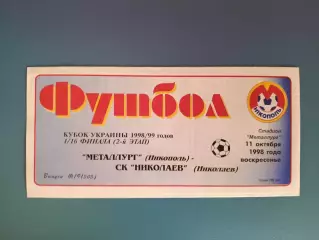 Футбол
НИКОПОЛЬ
КУБОК УКРАИНЫ 1998/99 годов
1/16 ФИНАЛА (2-й ЭТАП)
"МЕТАЛЛУРГ" (Никополь) -
СК "НИКОЛАЕВ" (Николаев)
Стадион
"Металлург"
11 октября
1998 года
воскресенье